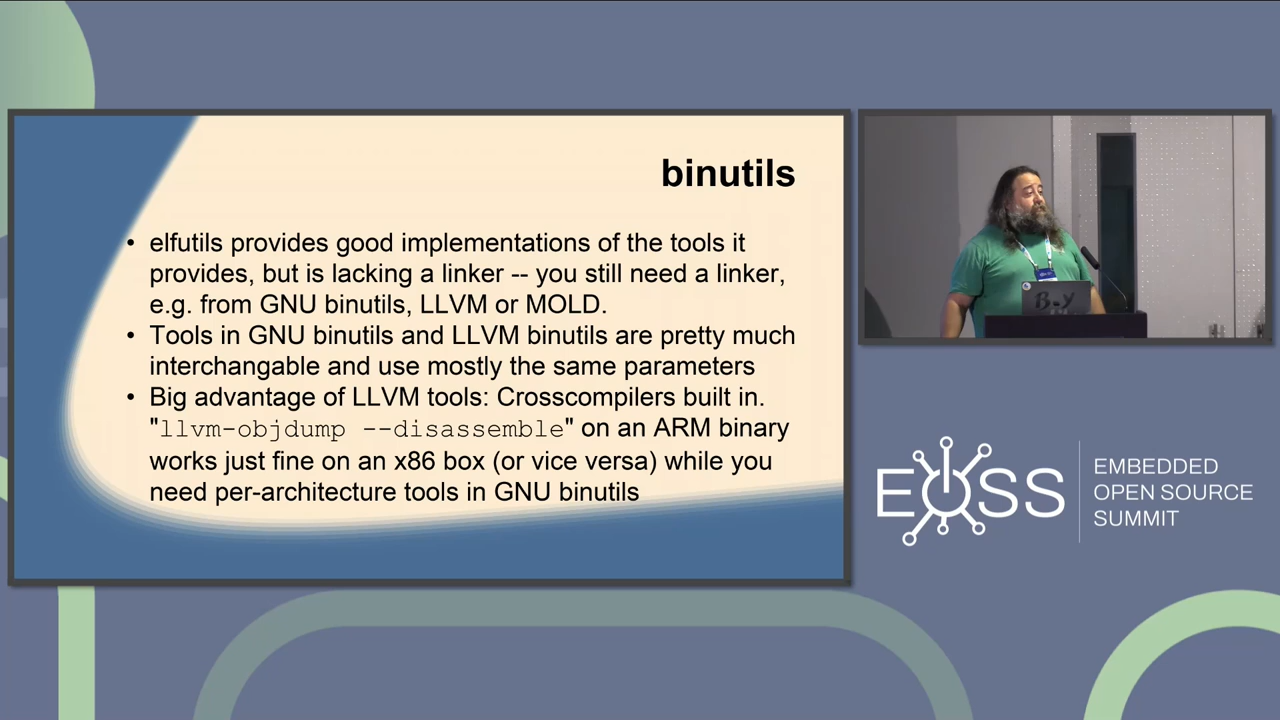 binutils
• elfutils provides good implementations of the tools it
provides, but is lacking a linker -- you still need a linker,
e.g. from GNU binutils, LLVM or MOLD.
• Tools in GNU binutils and LLVM binutils are pretty much
interchangable and use mostly the same parameters
• Big advantage of LLVM tools: Crosscompilers built in.
"llvm-objdump --disassemble" on an ARM binary
works just fine on an x86 box (or vice versa) while you
need per-architecture tools in GNU binutils
EOSS
EMBEDDED
OPEN SOURCE
SUMMIT